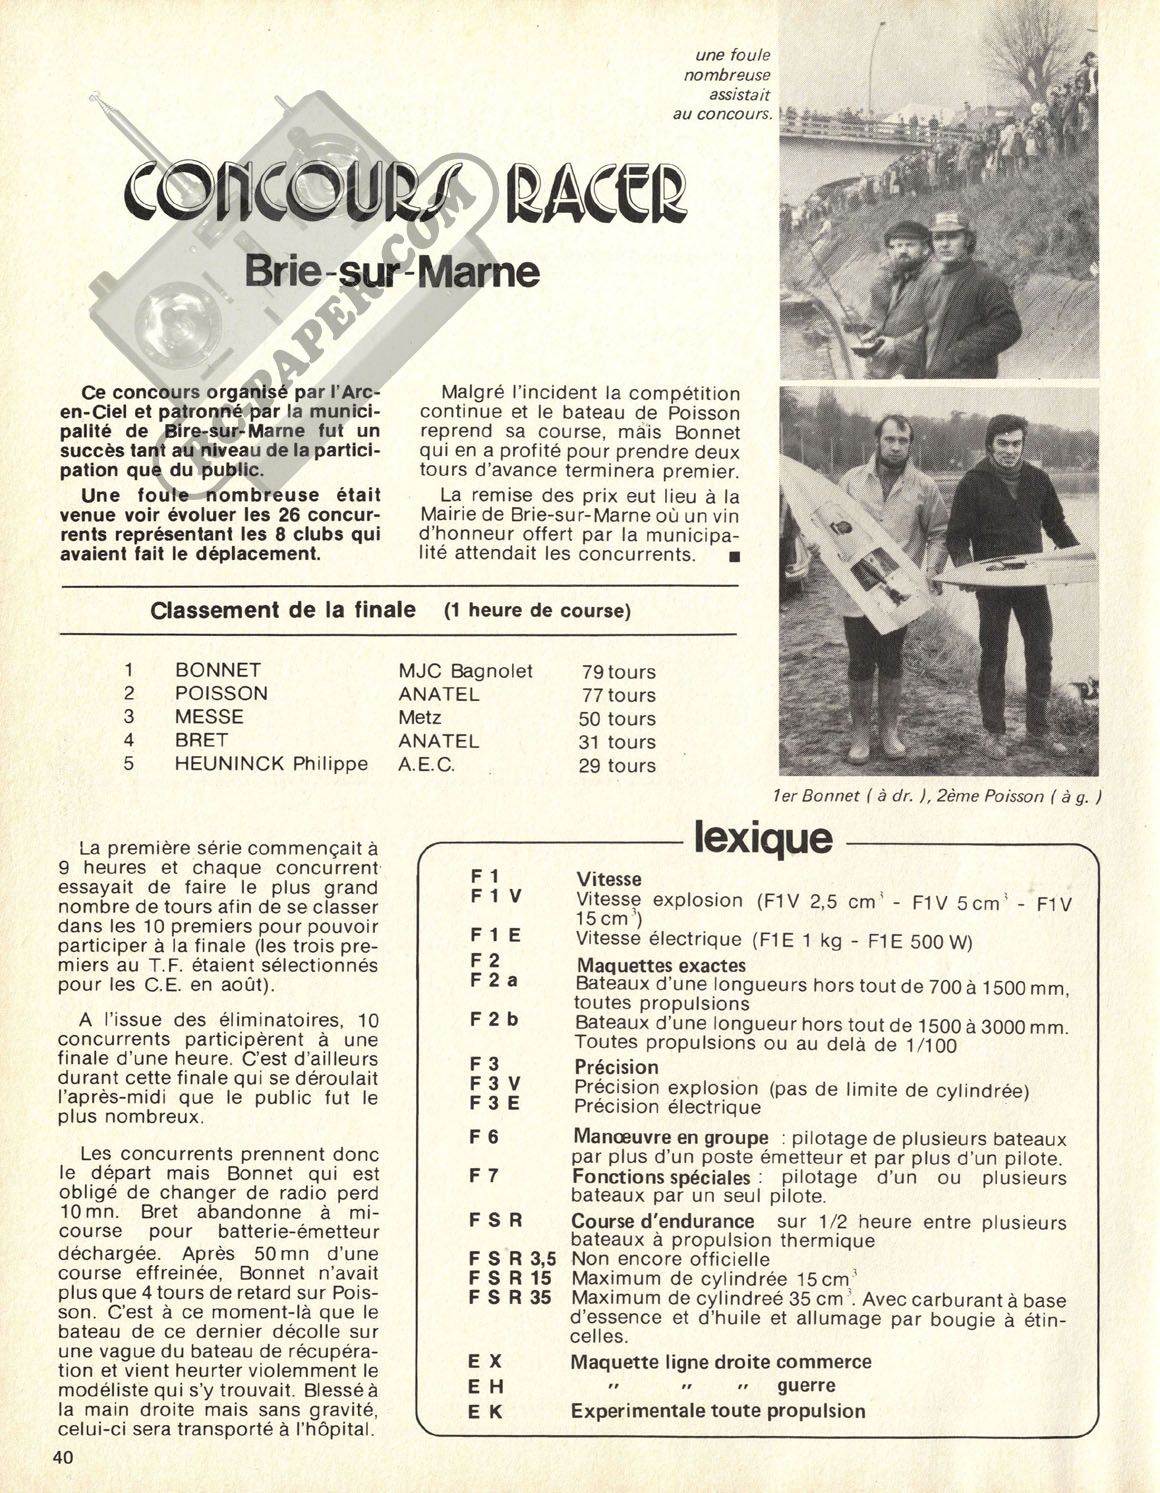 une foule
nombreuse
assistait
au concours.
CONCOURS RACER
Brie-sur-Marne
RC-PAPER.COM
Ce concours organisé par l'Arc-
en-Ciel et patronné par la munici-
palité de Bire-sur-Marne fut un
succès tant au niveau de la partici-
pation que du public.
Une foule nombreuse était
venue voir évoluer les 26 concur-
rents représentant les 8 clubs qui
avaient fait le déplacement.
Malgré l'incident la compétition
continue et le bateau de Poisson
reprend sa course, mais Bonnet
qui en a profité pour prendre deux
tours d'avance terminera premier.
La remise des prix eut lieu à la
Mairie de Brie-sur-Marne où un vin
d'honneur offert par la municipa-
lité attendait les concurrents. ■
Classement de la finale (1 heure de course)
1 BONNET MJC Bagnolet 79 tours
2 POISSON ANATEL 77 tours
3 MESSE Metz 50 tours
4 BRET ANATEL 31 tours
5 HEUNINCK Philippe A.E.C. 29 tours
1er Bonnet ( à dr. ), 2ème Poisson ( à g. )
La première série commençait à
9 heures et chaque concurrent
essayait de faire le plus grand
nombre de tours afin de se classer
dans les 10 premiers pour pouvoir
participer à la finale (les trois pre-
miers au T.F. étaient sélectionnés
pour les C.E. en août).
A l'issue des éliminatoires, 10
concurrents participèrent à une
finale d'une heure. C'est d'ailleurs
durant cette finale qui se déroulait
l'après-midi que le public fut le
plus nombreux.
Les concurrents prennent donc
le départ mais Bonnet qui est
obligé de changer de radio perd
10 mn. Bret abandonne à mi-
course pour batterie-émetteur
déchargée. Après 50 mn d'une
course effreinée, Bonnet n'avait
plus que 4 tours de retard sur Pois-
son. C'est à ce moment-là que le
bateau de ce dernier décolle sur
une vague du bateau de récupéra-
tion et vient heurter violemment le
modéliste qui s'y trouvait. Blessé à
la main droite mais sans gravité,
celui-ci sera transporté à l'hôpital.
lexique
F 1 Vitesse
F 1 V Vitesse explosion (F1V 2,5 cm³ - F1V 5 cm³ - F1V
15 cm³)
F 1 E Vitesse électrique (F1E 1 kg - F1E 500 W)
F 2 Maquettes exactes
F 2 a Bateaux d'une longueurs hors tout de 700 à 1500 mm,
toutes propulsions
F 2 b Bateaux d'une longueur hors tout de 1500 à 3000 mm.
Toutes propulsions ou au delà de 1/100
F 3 Précision
F 3 V Précision explosion (pas de limite de cylindrée)
F 3 E Précision électrique
F 6 Manœuvre en groupe : pilotage de plusieurs bateaux
par plus d'un poste émetteur et par plus d'un pilote.
F 7 Fonctions spéciales : pilotage d'un ou plusieurs
bateaux par un seul pilote.
F S R Course d'endurance sur 1/2 heure entre plusieurs
bateaux à propulsion thermique
F S R 3,5 Non encore officielle
F S R 15 Maximum de cylindrée 15 cm³
F S R 35 Maximum de cylindreé 35 cm³. Avec carburant à base
d'essence et d'huile et allumage par bougie à étin-
celles.
E X Maquette ligne droite commerce
E H " " " guerre
E K Experimentale toute propulsion
40